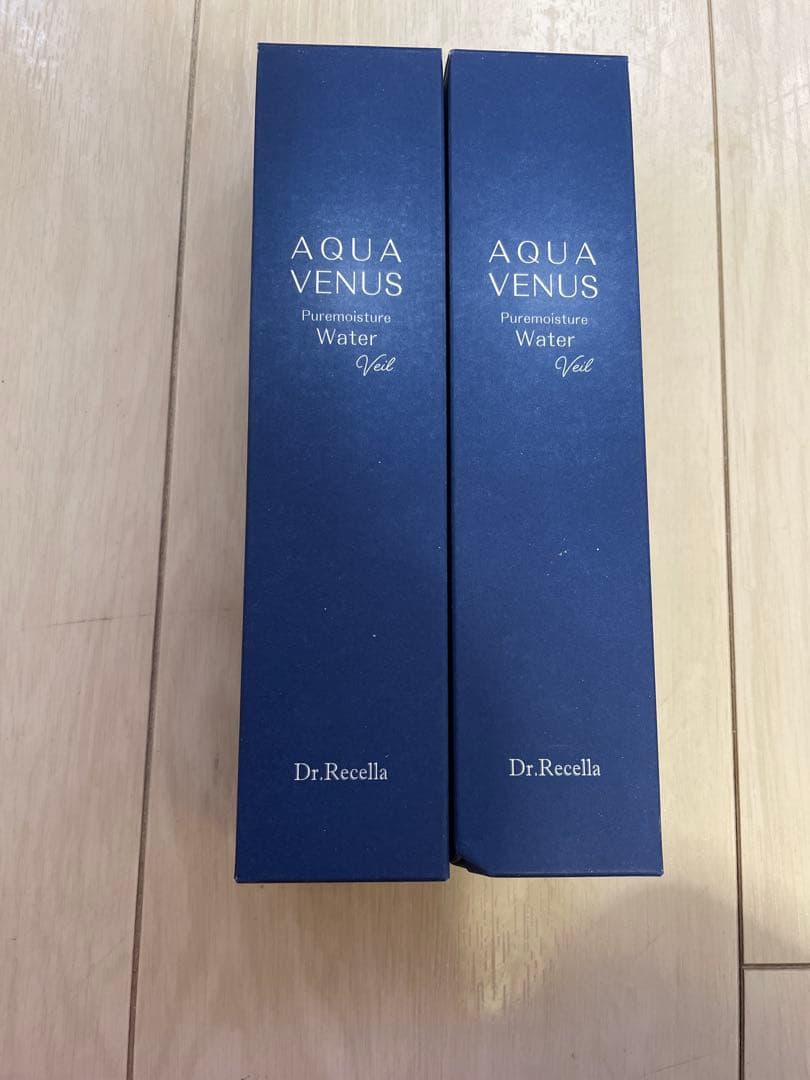 AQUA
VENUS
Puremoisture
Water
Veil
Dr.Recella
AQUA
VENUS
Puremoisture
Water
Veil
Dr.Recella